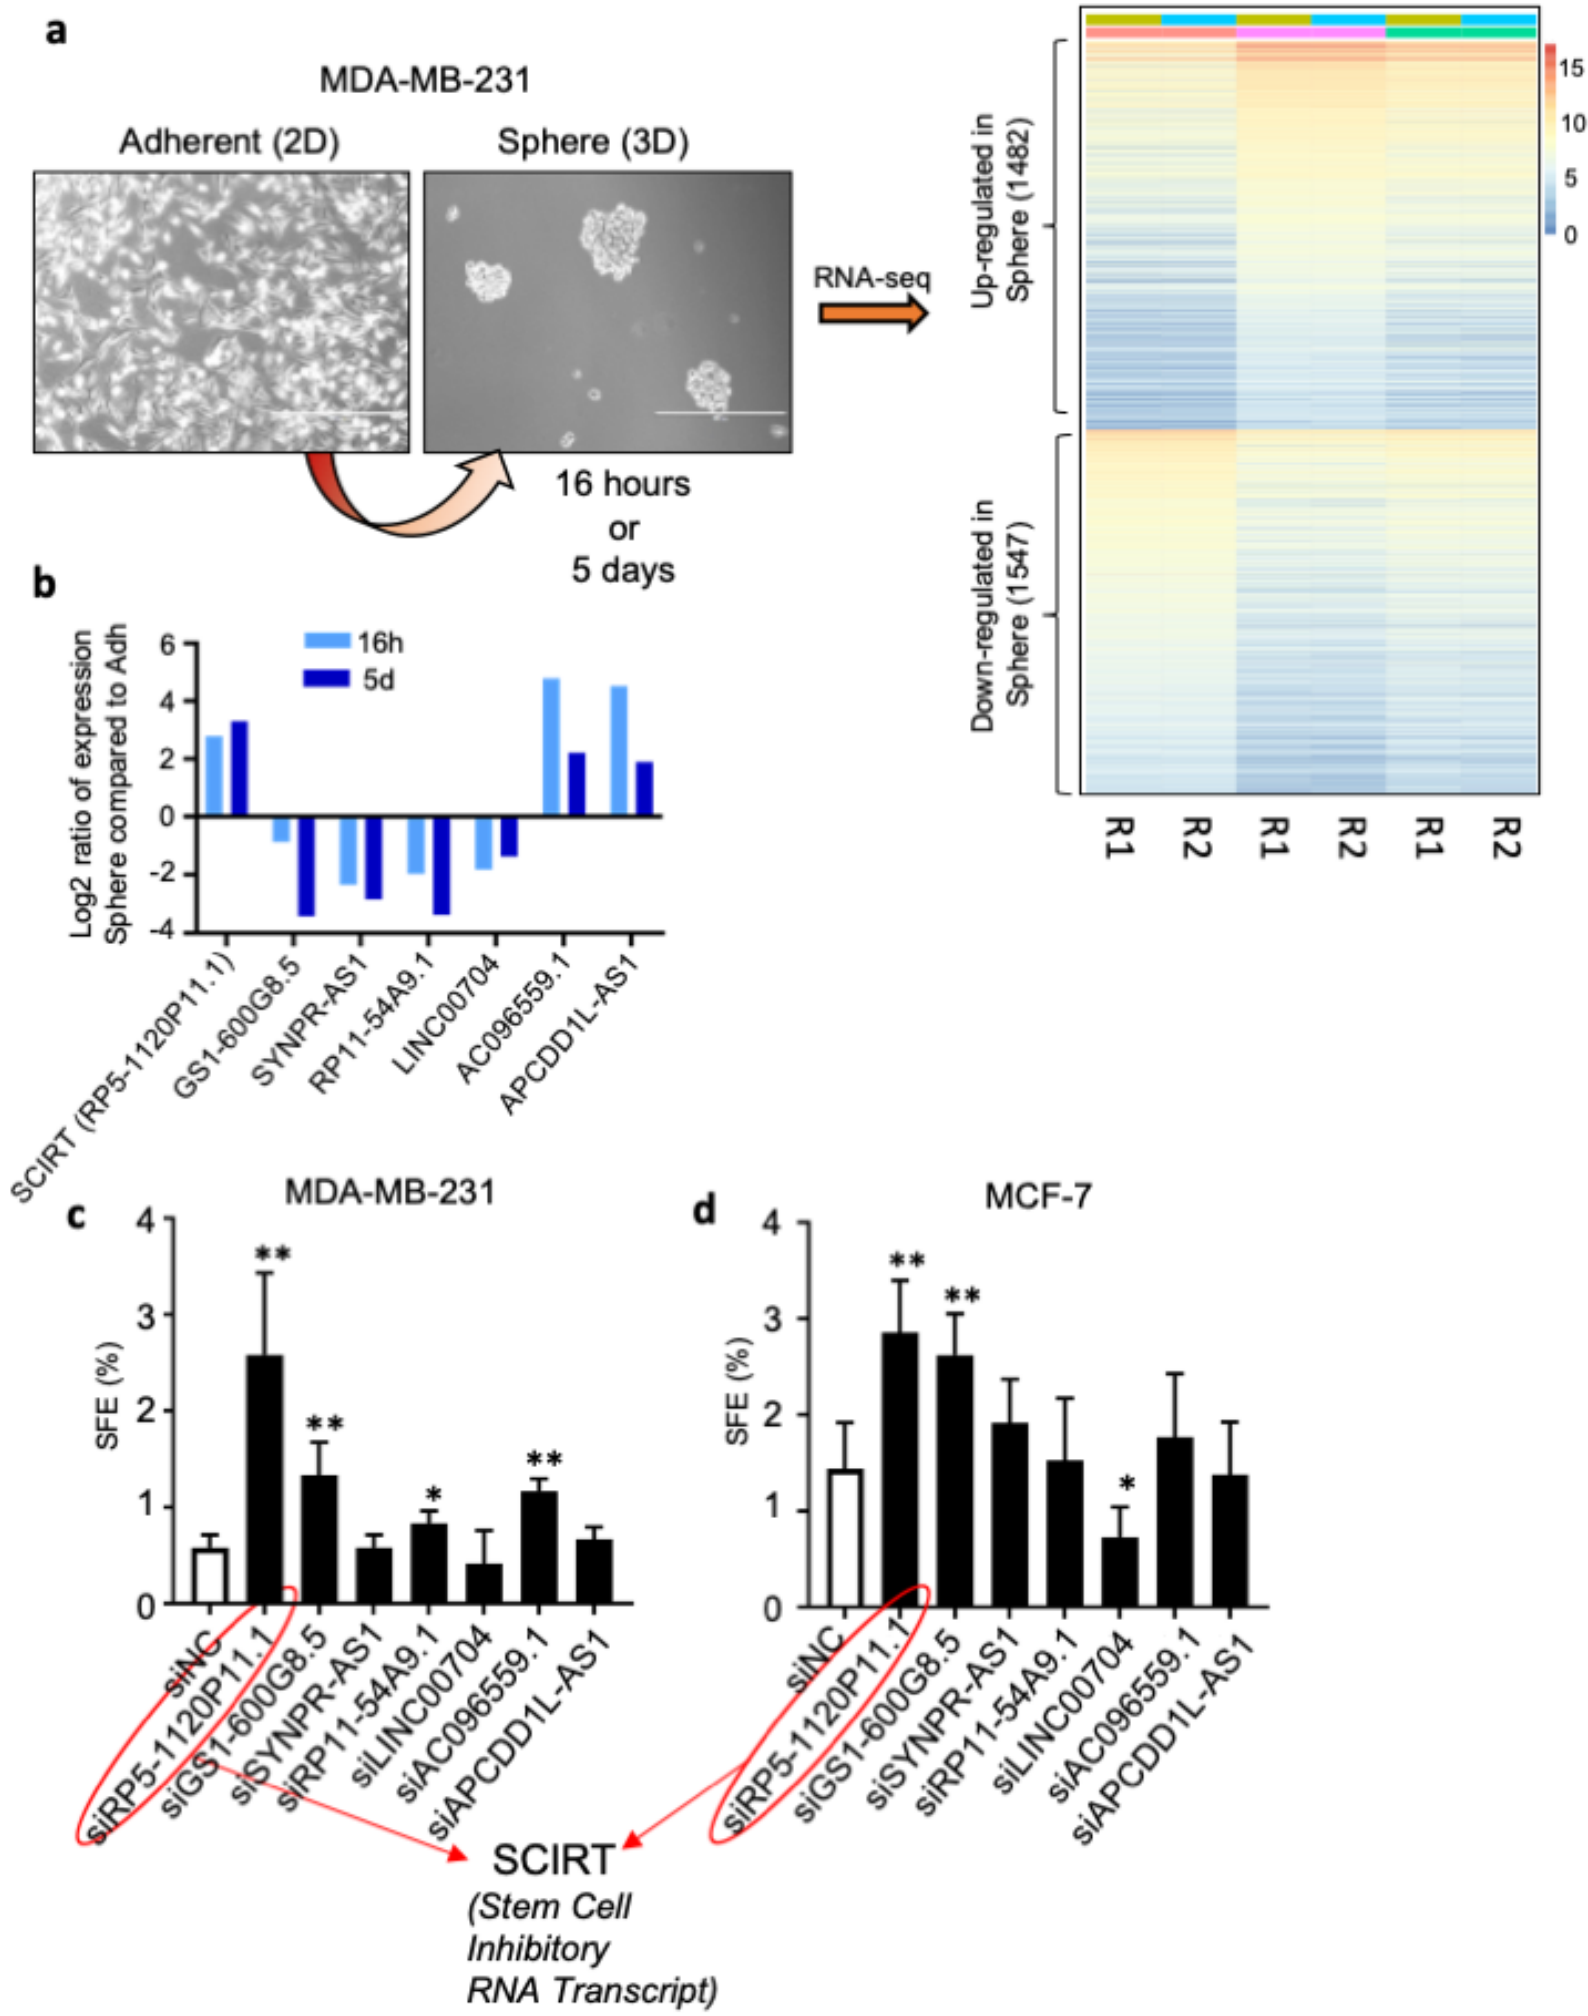 a
MDA-MB-231
Adherent (2D)
Sphere (3D)
16 hours
or
5 days
RNA-seq
Up-regulated in
Sphere (1482)
Down-regulated in
Sphere (1547)
15
10
5
0
R1
R2
R1
R2
R1
R2
b
Log2 ratio of expression
Sphere compared to Adh
16h
5d
6
4
2
0
-2
-4
SCIRT (RP5-1120P11.1)
GS1-600G8.5
SYNPR-AS1
RP11-54A9.1
LINC00704
AC096559.1
APCDD1L-AS1
c
MDA-MB-231
SFE (%)
4
3
2
1
0
**
**
*
**
siNC
siRP5-1120P11.1
siGS1-600G8.5
siSYNPR-AS1
siRP11-54A9.1
siLINC00704
siAC096559.1
siAPCDD1L-AS1
d
MCF-7
SFE (%)
4
3
2
1
0
**
**
*
siNC
siRP5-1120P11.1
siGS1-600G8.5
siSYNPR-AS1
siRP11-54A9.1
siLINC00704
siAC096559.1
siAPCDD1L-AS1
SCIRT
(Stem Cell
Inhibitory
RNA Transcript)